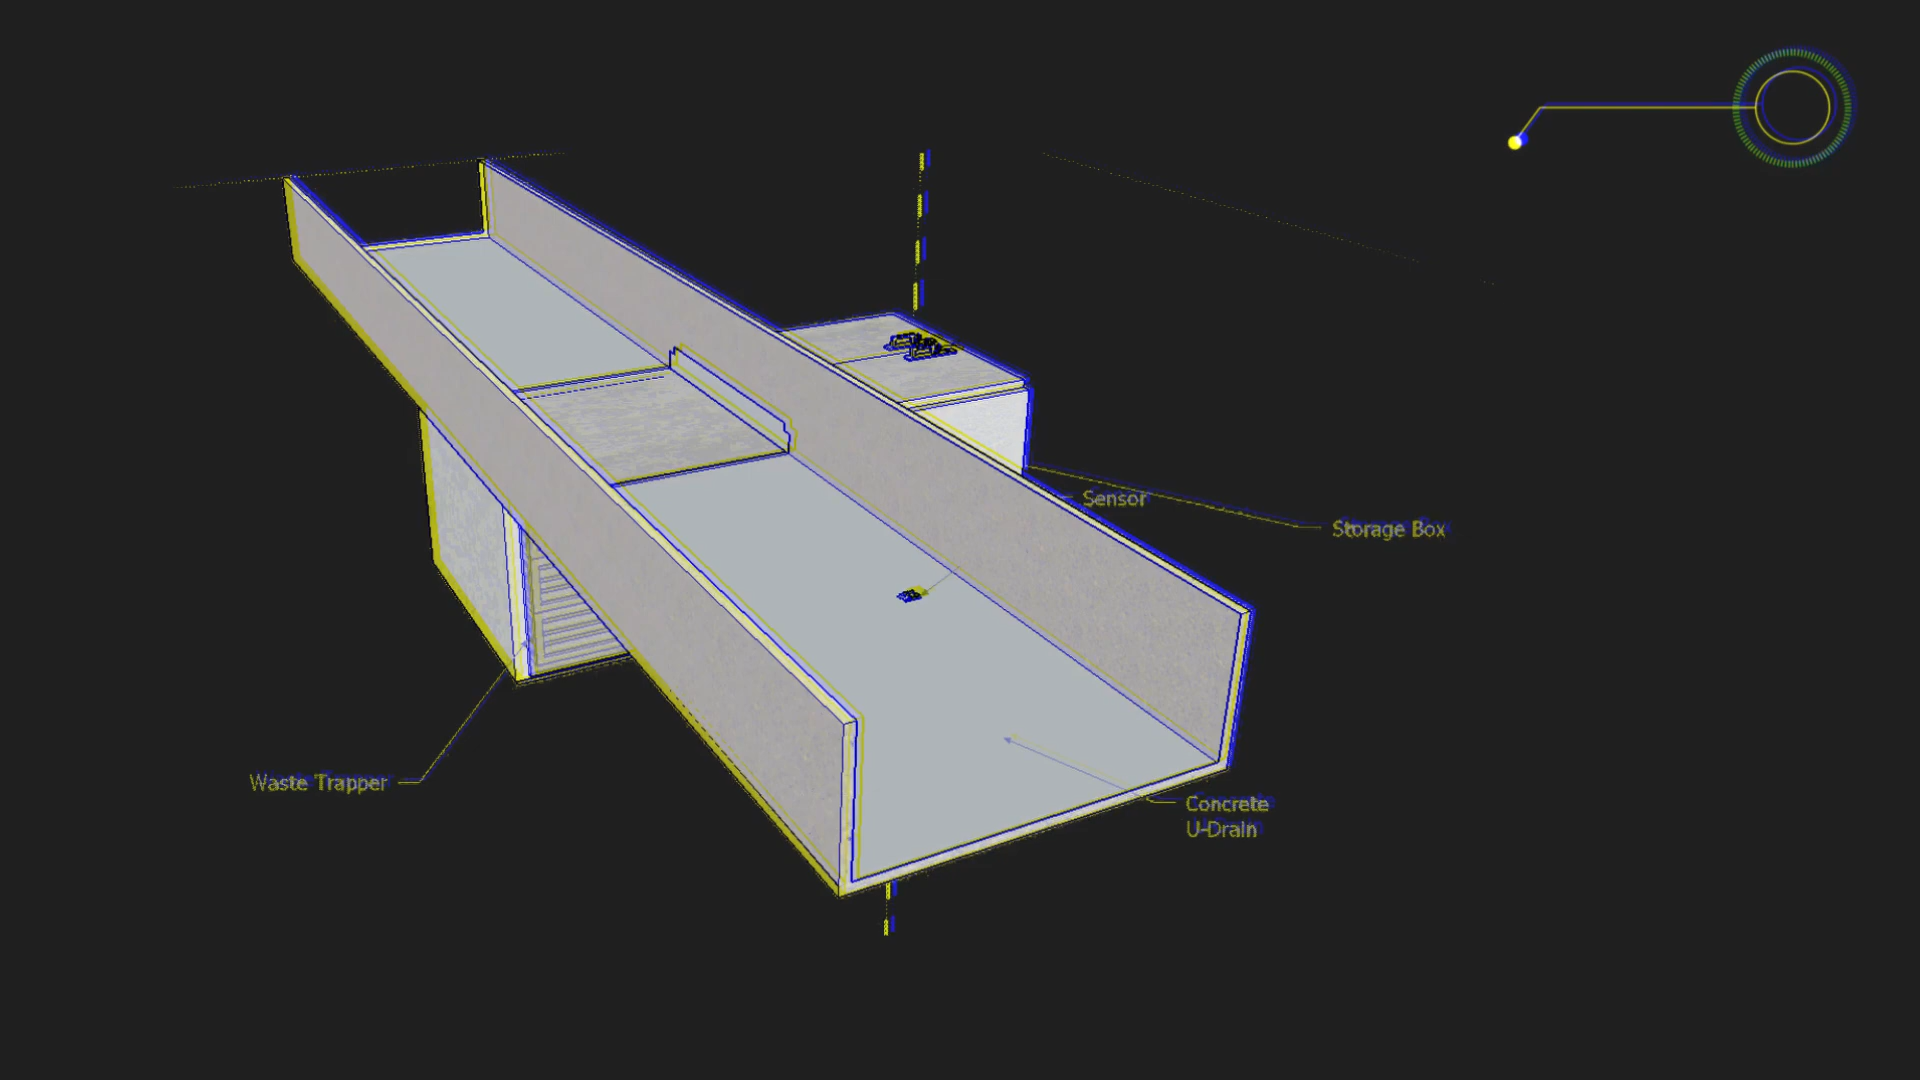 Sensor
Storage Box
Waste Trapper
Concrete
U-Drain